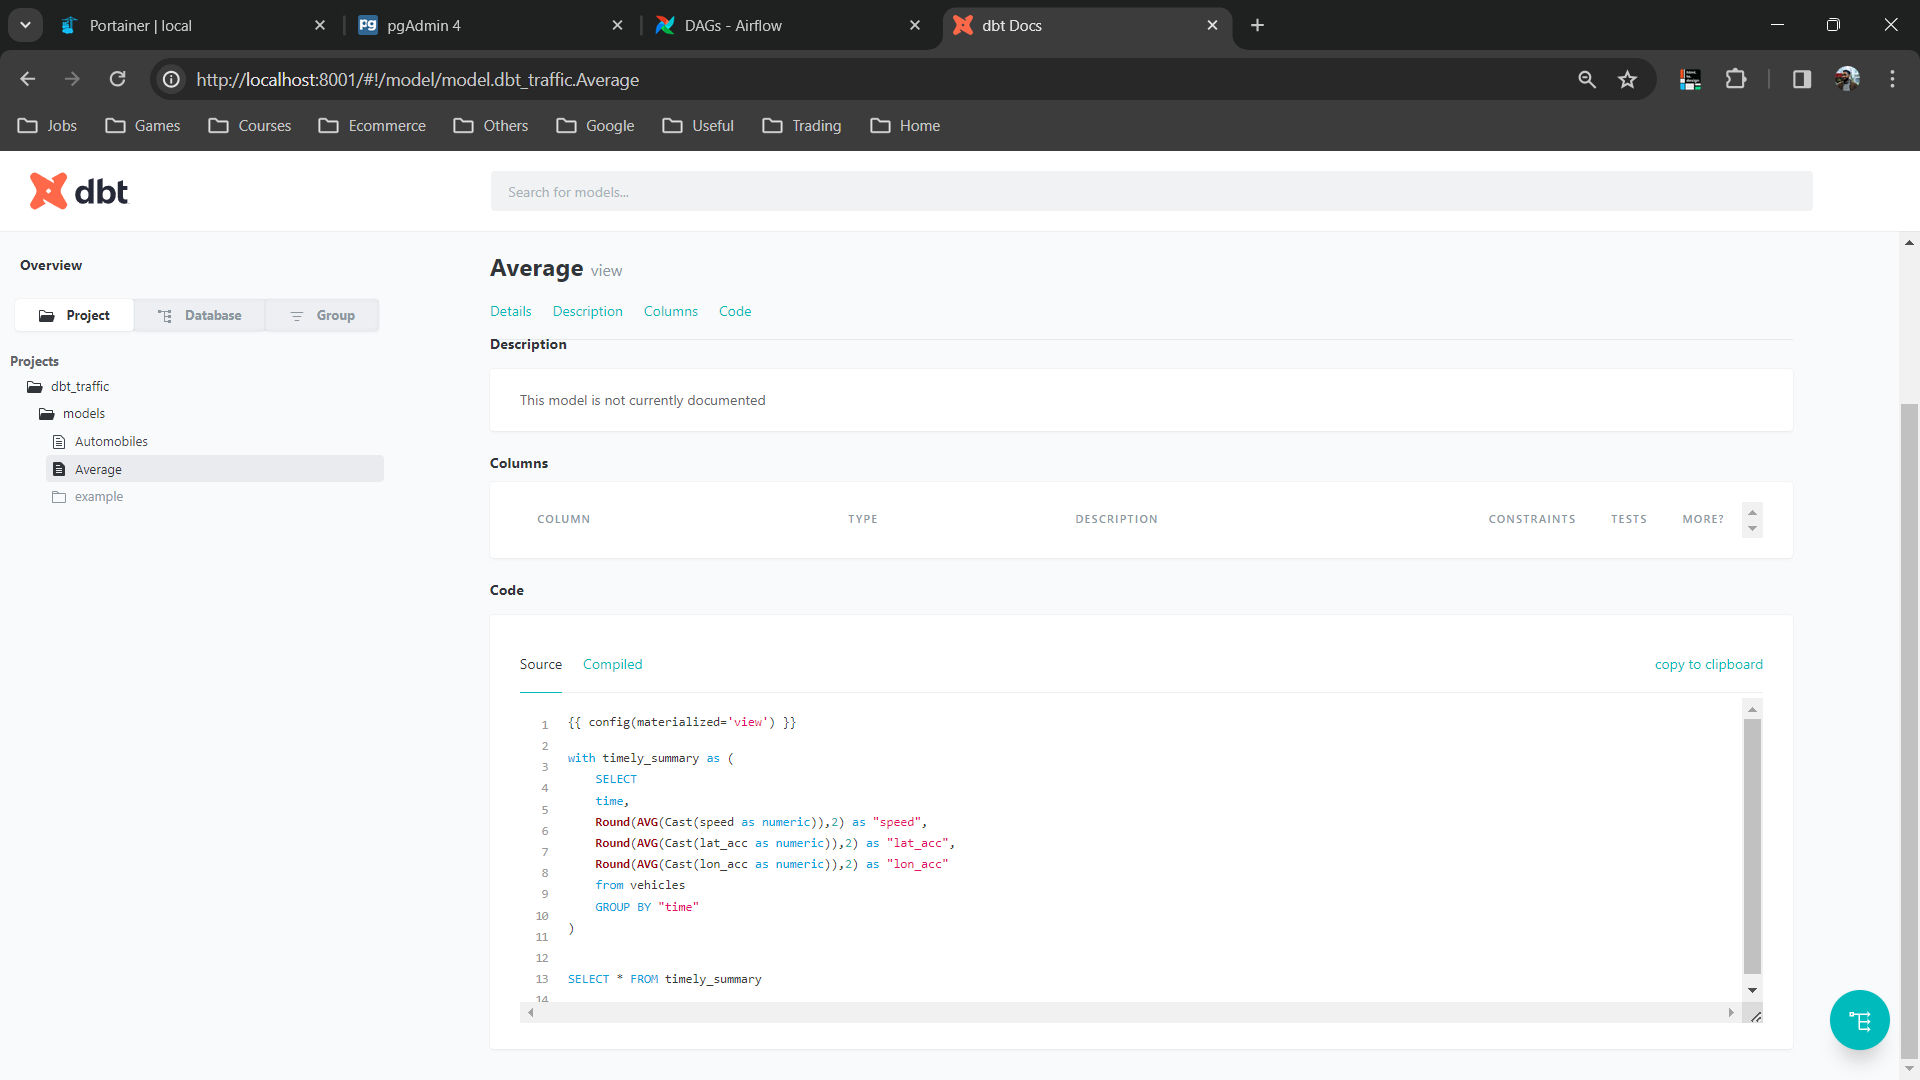 Portainer | local
pgAdmin 4
DAGs - Airflow
dbt Docs
http://localhost:8001/#!/model/model.dbt_traffic.Average
Jobs
Games
Courses
Ecommerce
Others
Google
Useful
Trading
Home
dbt
Search for models...
Overview
Project
Database
Group
Projects
dbt_traffic
models
Automobiles
Average
example
Average view
Details Description Columns Code
Description
This model is not currently documented
Columns
COLUMN TYPE DESCRIPTION CONSTRAINTS TESTS MORE?
Code
Source Compiled copy to clipboard
1
2
3
4
5
6
7
8
9
10
11
12
13
14
{{ config(materialized='view') }}
with timely_summary as (
SELECT
time,
Round(AVG(Cast(speed as numeric)),2) as "speed",
Round(AVG(Cast(lat_acc as numeric)),2) as "lat_acc",
Round(AVG(Cast(lon_acc as numeric)),2) as "lon_acc"
from vehicles
GROUP BY "time"
)
SELECT * FROM timely_summary